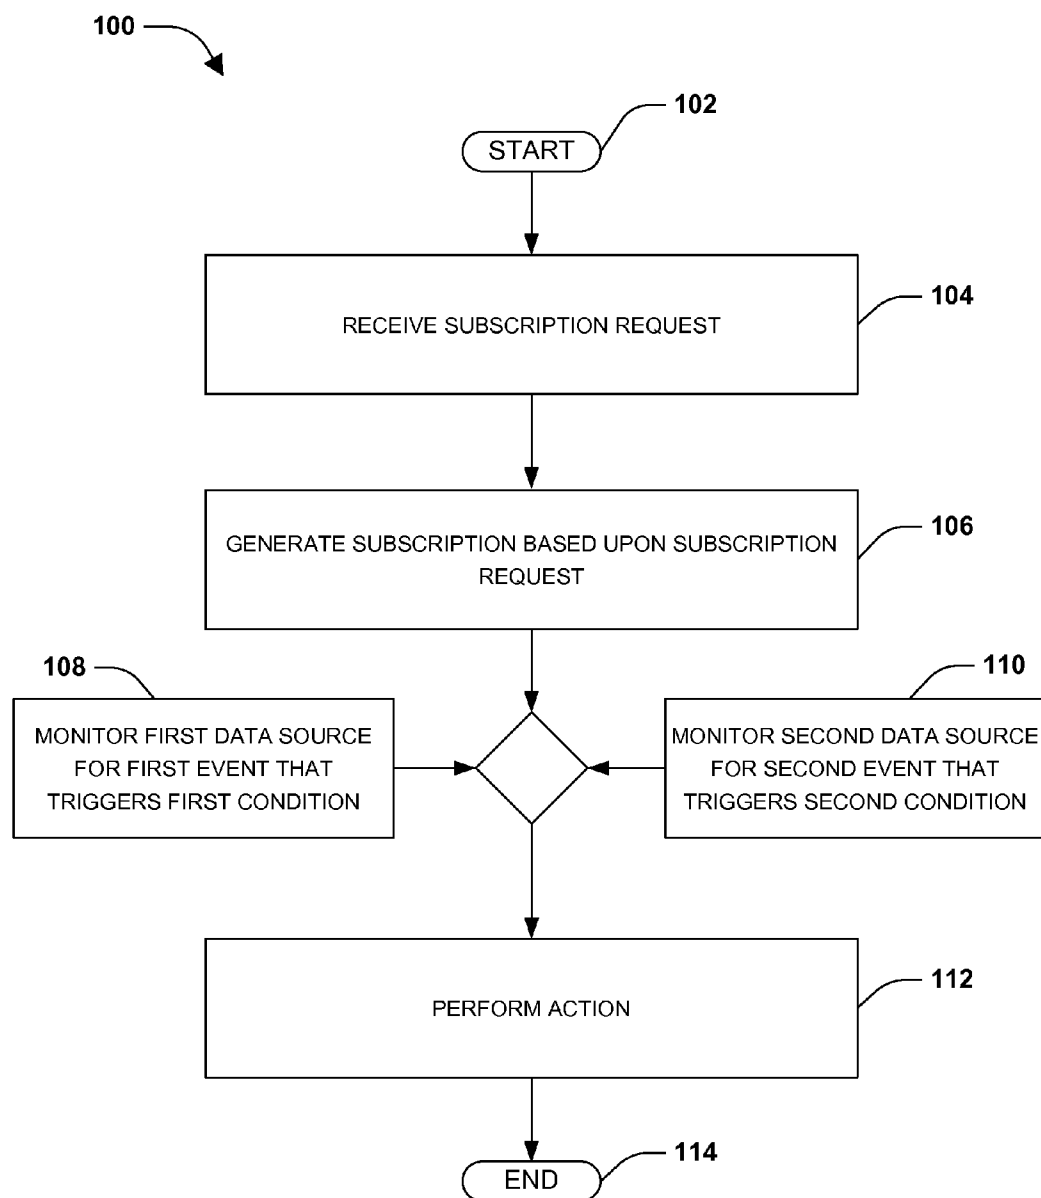 100
102
START
104
RECEIVE SUBSCRIPTION REQUEST
106
GENERATE SUBSCRIPTION BASED UPON SUBSCRIPTION
REQUEST
108
MONITOR FIRST DATA SOURCE
FOR FIRST EVENT THAT
TRIGGERS FIRST CONDITION
110
MONITOR SECOND DATA SOURCE
FOR SECOND EVENT THAT
TRIGGERS SECOND CONDITION
112
PERFORM ACTION
114
END